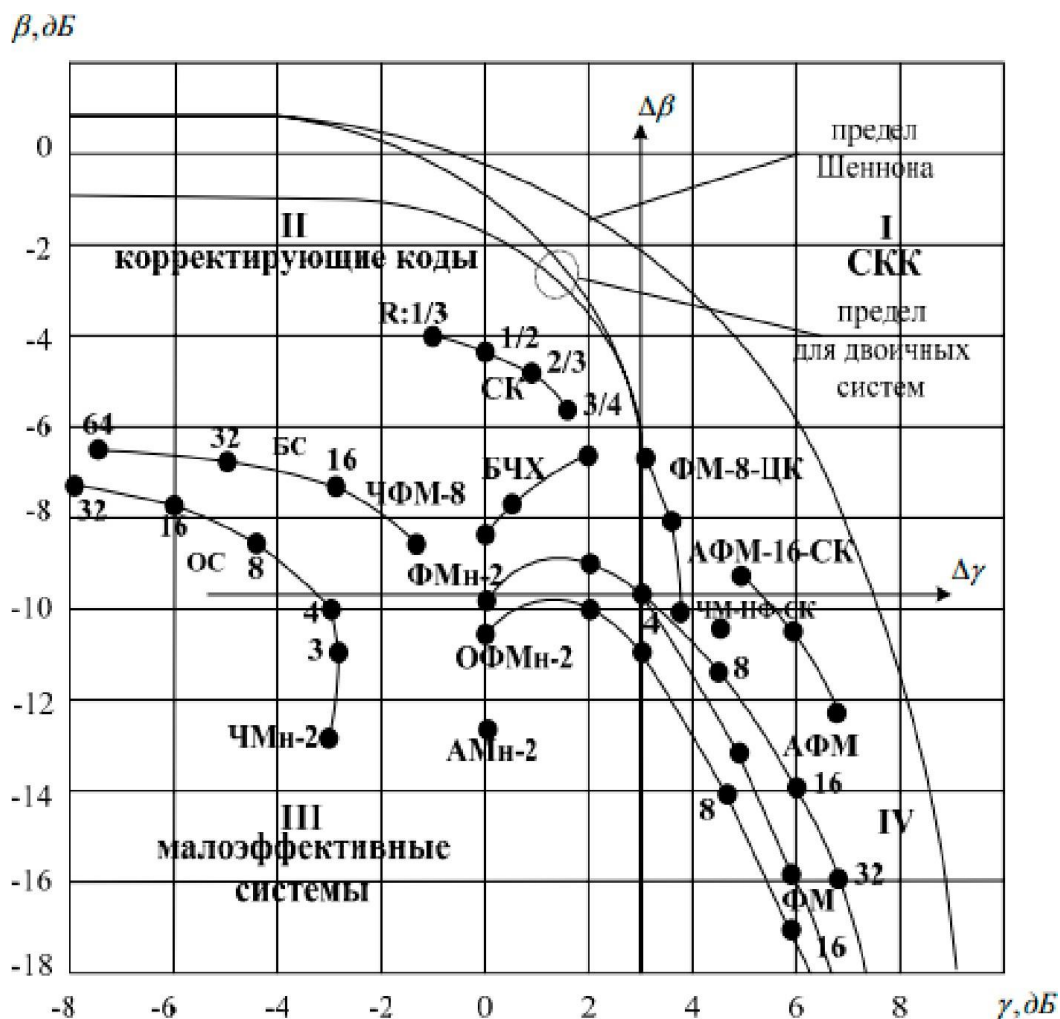 β,дБ
Δβ
предел
Шеннона
0
II
I
-2
корректирующие коды
СКК
R:1/3
предел
1/2
для двоичных
-4
2/3
СК
систем
3/4
-6
64
32
БС
16
БЧХ
ФМ-8-ЦК
ЧФМ-8
-8
32
16
ОС
8
АФМ-16-СК
ФМн-2
Δγ
-10
4
4
ЧМ-НФ-СК
3
ОФМн-2
8
-12
ЧМн-2
АМн-2
АФМ
16
-14
8
III
IV
малоэффективные
системы
32
-16
ФМ
16
-18
-8
-6
-4
-2
0
2
4
6
8
γ,дБ